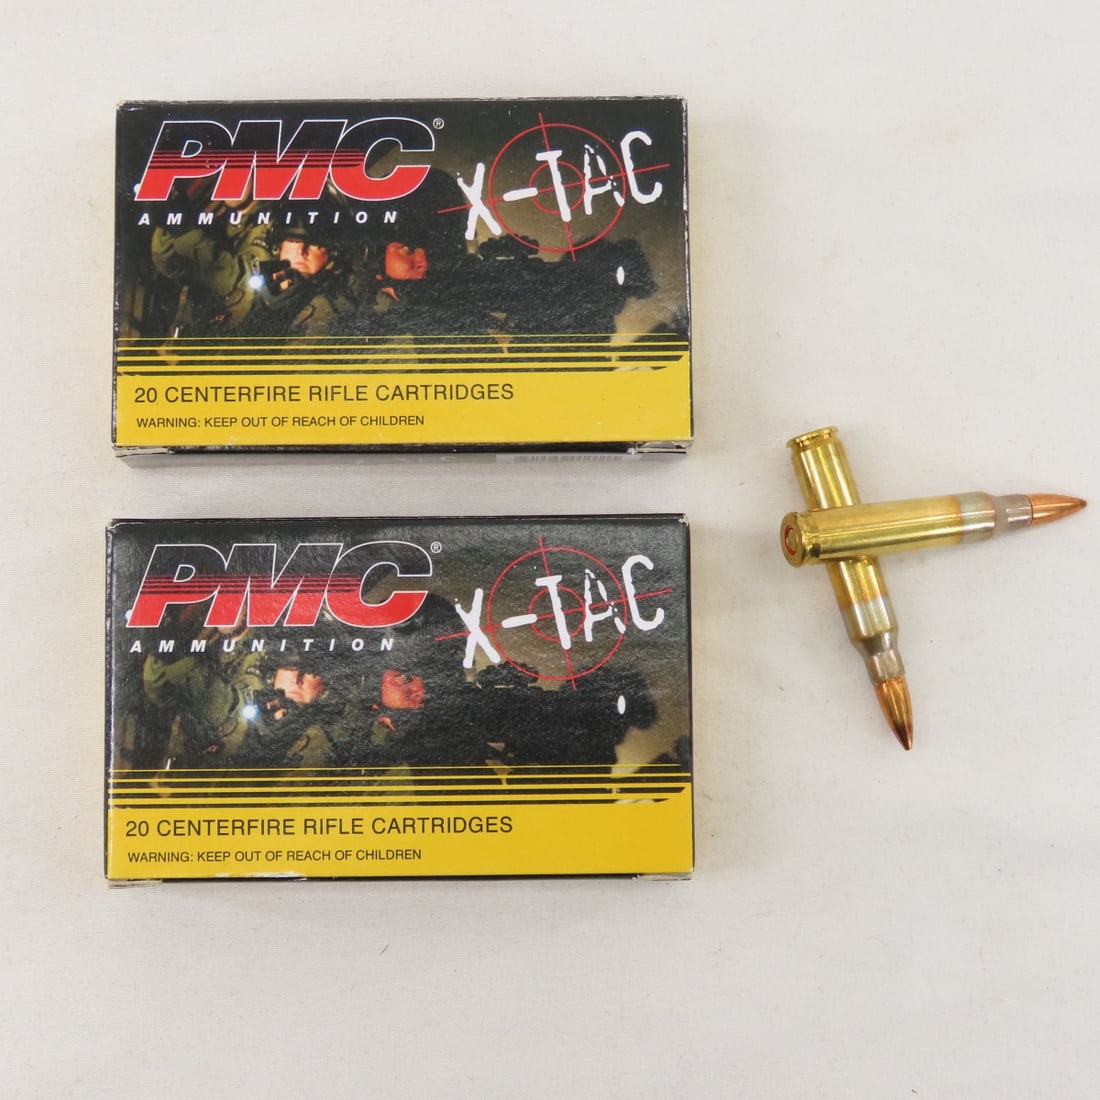 PMC®
AMMUNITION
X-TAC
20 CENTERFIRE RIFLE CARTRIDGES
WARNING: KEEP OUT OF REACH OF CHILDREN
PMC®
AMMUNITION
X-TAC
20 CENTERFIRE RIFLE CARTRIDGES
WARNING: KEEP OUT OF REACH OF CHILDREN